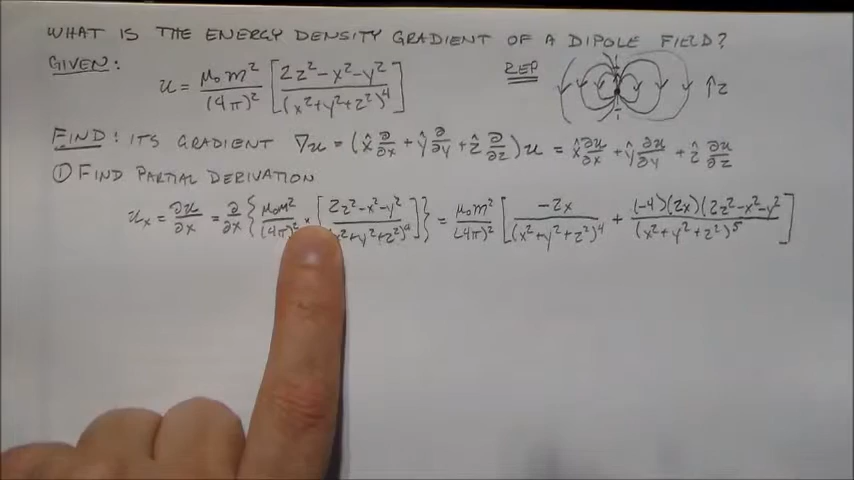 WHAT IS THE ENERGY DENSITY GRADIENT OF A DIPOLE FIELD?
GIVEN: u = μ₀m²/(4π)² [ (2z²-x²-y²)/(x²+y²+z²)⁴ ] REP ↑z
FIND: ITS GRADIENT ∇u = (x̂ ∂/∂x + ŷ ∂/∂y + ẑ ∂/∂z)u = x̂ ∂u/∂x + ŷ ∂u/∂y + ẑ ∂u/∂z
① FIND PARTIAL DERIVATION
uₓ = ∂u/∂x = ∂/∂x { μ₀m²/(4π)² × [ (2z²-x²-y²)/(x²+y²+z²)⁴ ] } = μ₀m²/(4π)² [ -2x/(x²+y²+z²)⁴ + (-4)(2x)(2z²-x²-y²)/(x²+y²+z²)⁵ ]